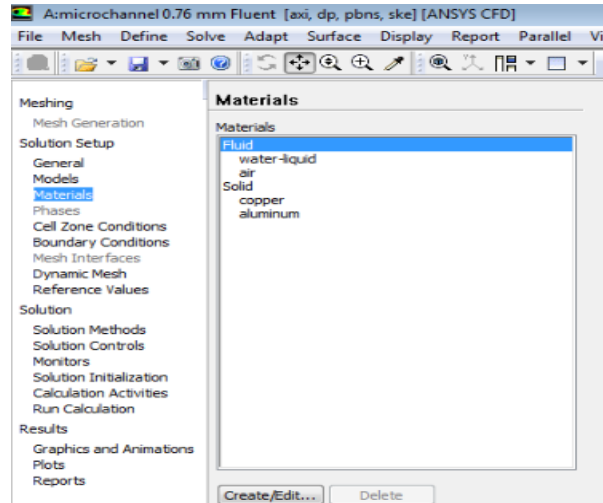 A:microchannel 0.76 mm Fluent [axi, dp, pbns, ske] [ANSYS CFD]
File Mesh Define Solve Adapt Surface Display Report Parallel Vi
Meshing
Mesh Generation
Solution Setup
General
Models
Materials
Phases
Cell Zone Conditions
Boundary Conditions
Mesh Interfaces
Dynamic Mesh
Reference Values
Solution
Solution Methods
Solution Controls
Monitors
Solution Initialization
Calculation Activities
Run Calculation
Results
Graphics and Animations
Plots
Reports
Materials
Materials
Fluid
water-liquid
air
Solid
copper
aluminum
Create/Edit... Delete